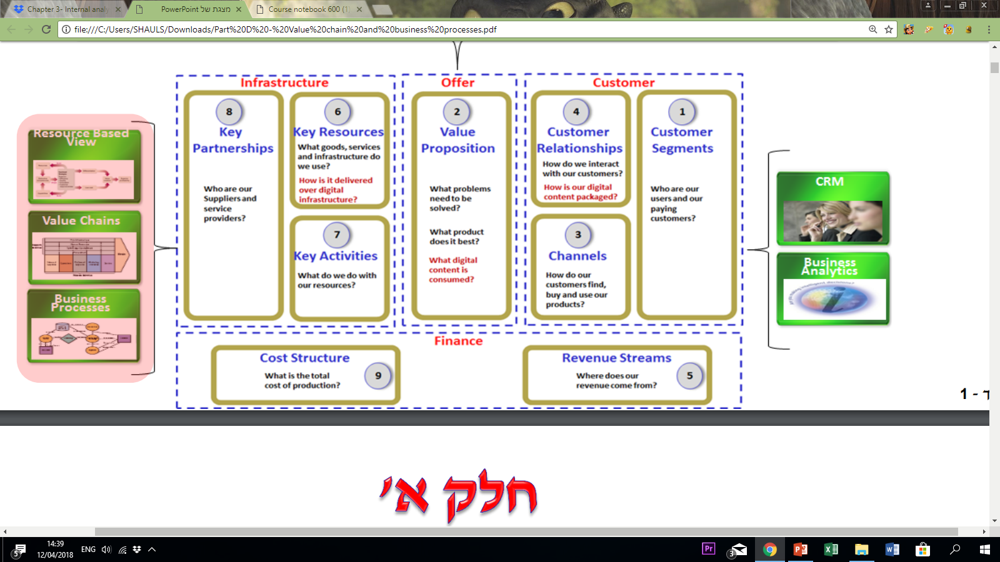 Chapter 3- Internal anal
PowerPoint מצגת של
Course notebook 600 (1)
file:///C:/Users/SHAULS/Downloads/Part%20D%20-%20Value%20chain%20and%20business%20processes.pdf
Resource Based
View
Value Chains
Business
Processes
Infrastructure
8
Key
Partnerships
Who are our
Suppliers and
service
providers?
6
Key Resources
What goods, services
and infrastructure do
we use?
How is it delivered
over digital
infrastructure?
7
Key Activities
What do we do with
our resources?
Offer
2
Value
Proposition
What problems
need to be
solved?
What product
does it best?
What digital
content is
consumed?
Customer
4
Customer
Relationships
How do we interact
with our customers?
How is our digital
content packaged?
3
Channels
How do our
customers find,
buy and use our
products?
1
Customer
Segments
Who are our
users and our
paying
customers?
CRM
Business
Analytics
Finance
Cost Structure
What is the total
cost of production?
9
Revenue Streams
Where does our
revenue come from?
5
ד - 1
חלק א'
5
14:39
12/04/2018
ENG
Pr
3